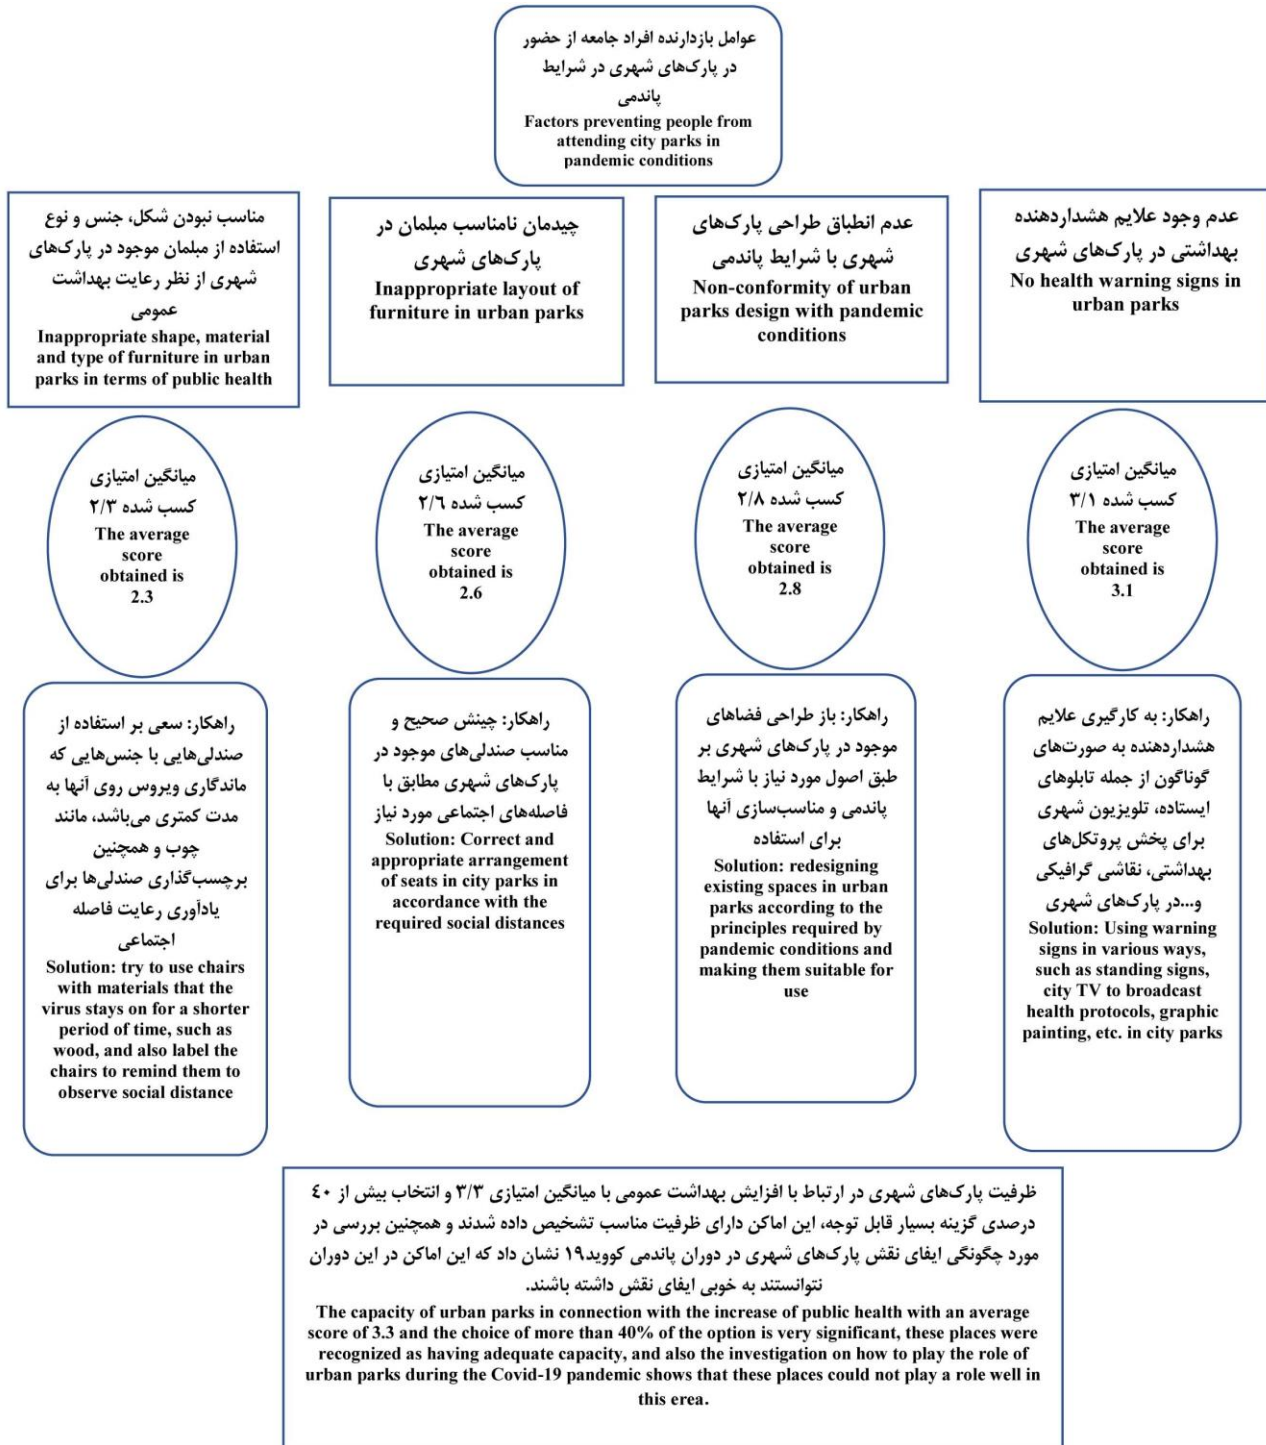 عوامل بازدارنده افراد جامعه از حضور
در پارک‌های شهری در شرایط
پاندمی
Factors preventing people from
attending city parks in
pandemic conditions
عدم وجود علایم هشداردهنده
بهداشتی در پارک‌های شهری
No health warning signs in
urban parks
عدم انطباق طراحی پارک‌های
شهری با شرایط پاندمی
Non-conformity of urban
parks design with pandemic
conditions
چیدمان نامناسب مبلمان در
پارک‌های شهری
Inappropriate layout of
furniture in urban parks
مناسب نبودن شکل، جنس و نوع
استفاده از مبلمان موجود در پارک‌های
شهری از نظر رعایت بهداشت
عمومی
Inappropriate shape, material
and type of furniture in urban
parks in terms of public health
میانگین امتیازی
کسب شده ۳/۱
The average
score
obtained is
3.1
میانگین امتیازی
کسب شده ۲/۸
The average
score
obtained is
2.8
میانگین امتیازی
کسب شده ۲/٦
The average
score
obtained is
2.6
میانگین امتیازی
کسب شده ۲/۳
The average
score
obtained is
2.3
راهکار: به کارگیری علایم
هشداردهنده به صورت‌های
گوناگون از جمله تابلوهای
ایستاده، تلویزیون شهری
برای پخش پروتکل‌های
بهداشتی، نقاشی گرافیکی
و...در پارک‌های شهری
Solution: Using warning
signs in various ways,
such as standing signs,
city TV to broadcast
health protocols, graphic
painting, etc. in city parks
راهکار: باز طراحی فضاهای
موجود در پارک‌های شهری بر
طبق اصول مورد نیاز با شرایط
پاندمی و مناسب‌سازی آنها
برای استفاده
Solution: redesigning
existing spaces in urban
parks according to the
principles required by
pandemic conditions and
making them suitable for
use
راهکار: چینش صحیح و
مناسب صندلی‌های موجود در
پارک‌های شهری مطابق با
فاصله‌های اجتماعی مورد نیاز
Solution: Correct and
appropriate arrangement
of seats in city parks in
accordance with the
required social distances
راهکار: سعی بر استفاده از
صندلی‌هایی با جنس‌هایی که
ماندگاری ویروس روی آنها به
مدت کمتری می‌باشد، مانند
چوب و همچنین
برچسب‌گذاری صندلی‌ها برای
یادآوری رعایت فاصله
اجتماعی
Solution: try to use chairs
with materials that the
virus stays on for a shorter
period of time, such as
wood, and also label the
chairs to remind them to
observe social distance
ظرفیت پارک‌های شهری در ارتباط با افزایش بهداشت عمومی با میانگین امتیازی ۳/۳ و انتخاب بیش از ٤٠
درصدی گزینه بسیار قابل توجه، این اماکن دارای ظرفیت مناسب تشخیص داده شدند و همچنین بررسی در
مورد چگونگی ایفای نقش پارک‌های شهری در دوران پاندمی کووید۱۹ نشان داد که این اماکن در این دوران
نتوانستند به خوبی ایفای نقش داشته باشند.
The capacity of urban parks in connection with the increase of public health with an average
score of 3.3 and the choice of more than 40% of the option is very significant, these places were
recognized as having adequate capacity, and also the investigation on how to play the role of
urban parks during the Covid-19 pandemic shows that these places could not play a role well in
this erea.